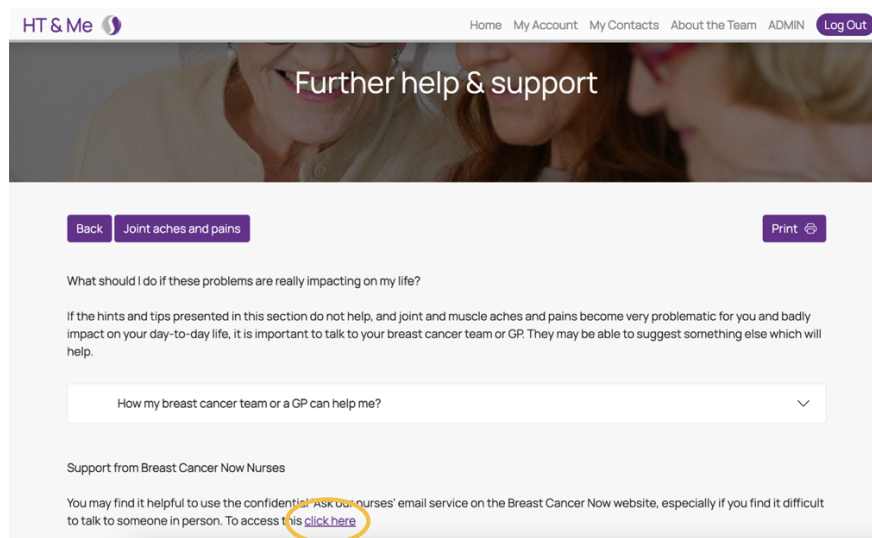 HT & Me
Home My Account My Contacts About the Team ADMIN Log Out
Further help & support
Back Joint aches and pains Print
What should I do if these problems are really impacting on my life?
If the hints and tips presented in this section do not help, and joint and muscle aches and pains become very problematic for you and badly
impact on your day-to-day life, it is important to talk to your breast cancer team or GP. They may be able to suggest something else which will
help.
How my breast cancer team or a GP can help me?
Support from Breast Cancer Now Nurses
You may find it helpful to use the confidential 'Ask our nurses' email service on the Breast Cancer Now website, especially if you find it difficult
to talk to someone in person. To access this click here